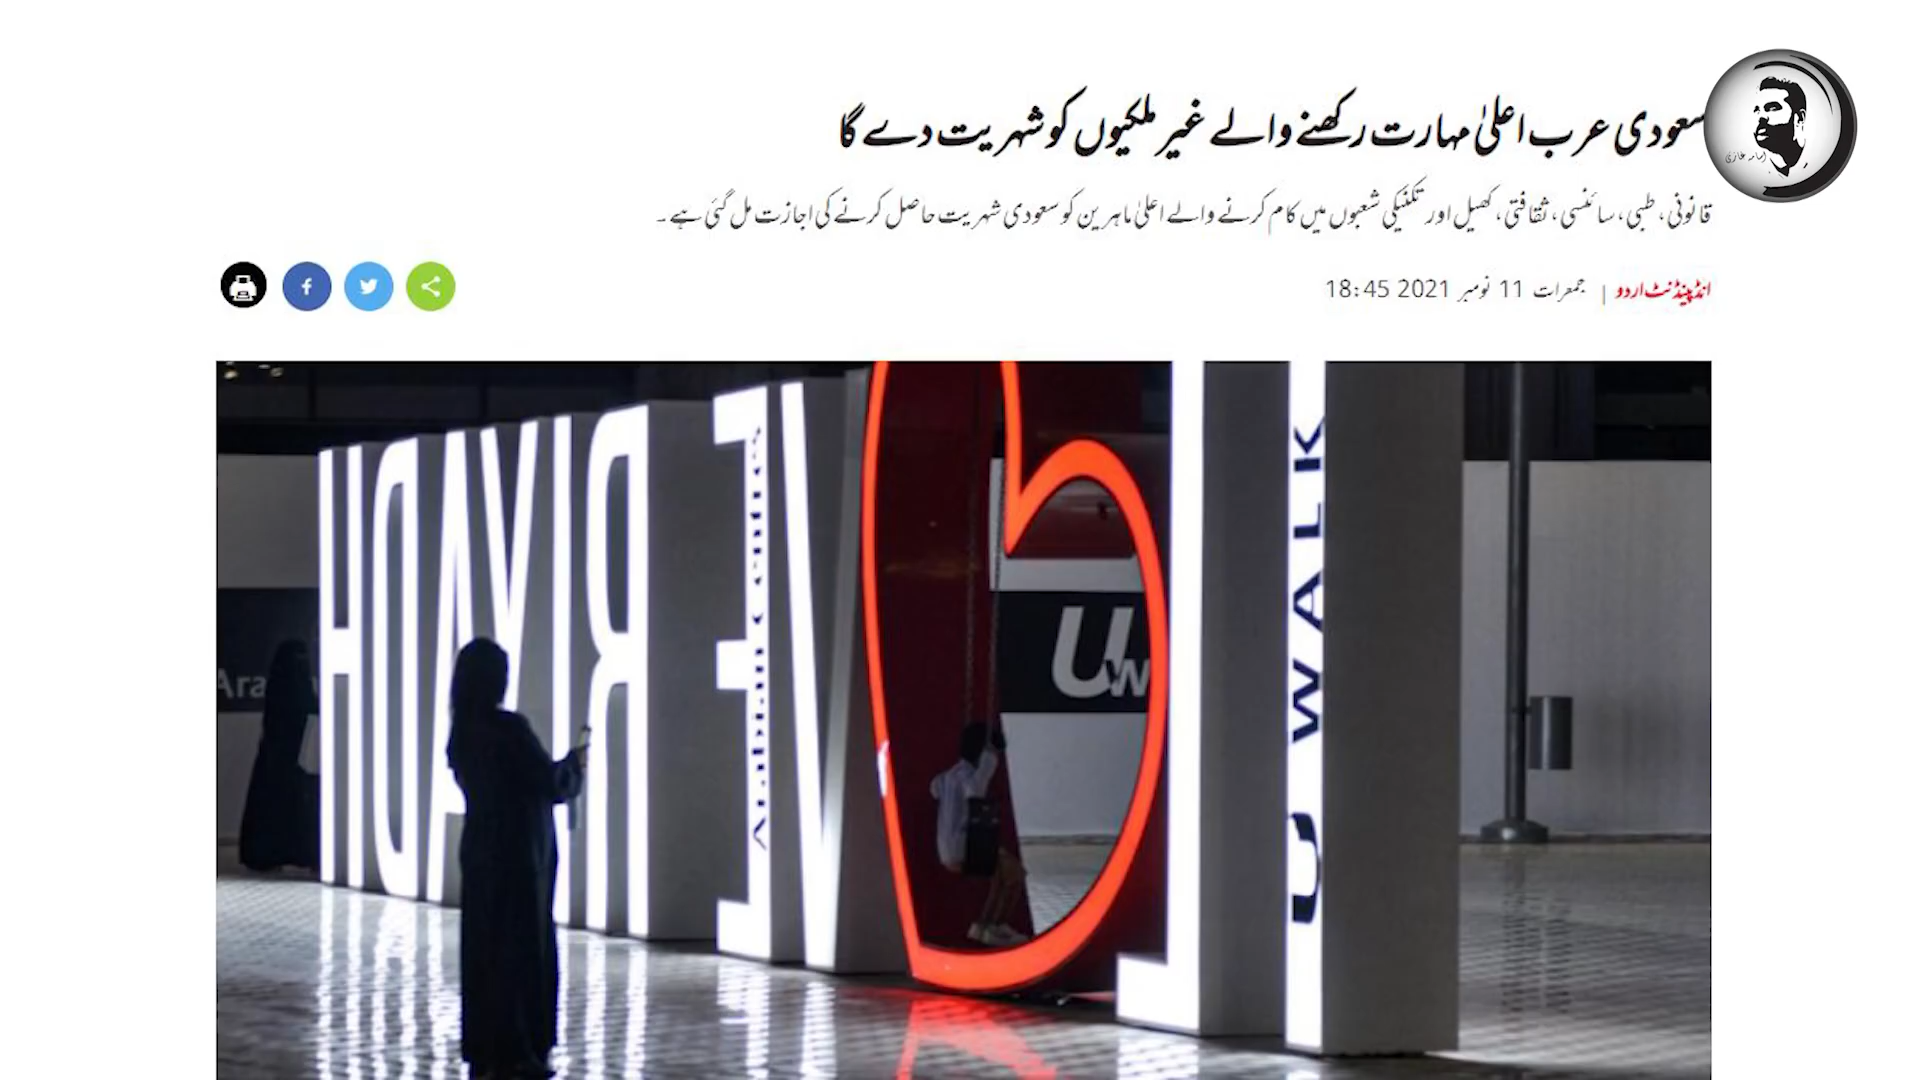 سعودی عرب اعلیٰ مہارت رکھنے والے غیر ملکیوں کو شہریت دے گا
قانونی، طبی، سائنسی، ثقافتی، کھیل اور تکنیکی شعبوں میں کام کرنے والے اعلیٰ ماہرین کو سعودی شہریت حاصل کرنے کی اجازت مل گئی ہے۔
انڈپینڈنٹ اردو | جمعرات 11 نومبر 2021 18:45
RIYADH
U WALK
Uw
Ara